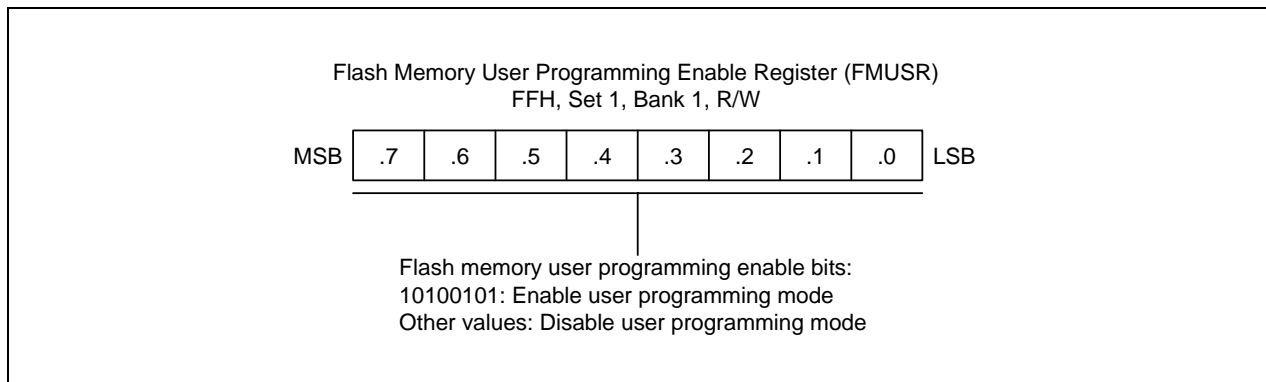 Flash Memory User Programming Enable Register (FMUSR)
FFH, Set 1, Bank 1, R/W
MSB .7 .6 .5 .4 .3 .2 .1 .0 LSB
Flash memory user programming enable bits:
10100101: Enable user programming mode
Other values: Disable user programming mode